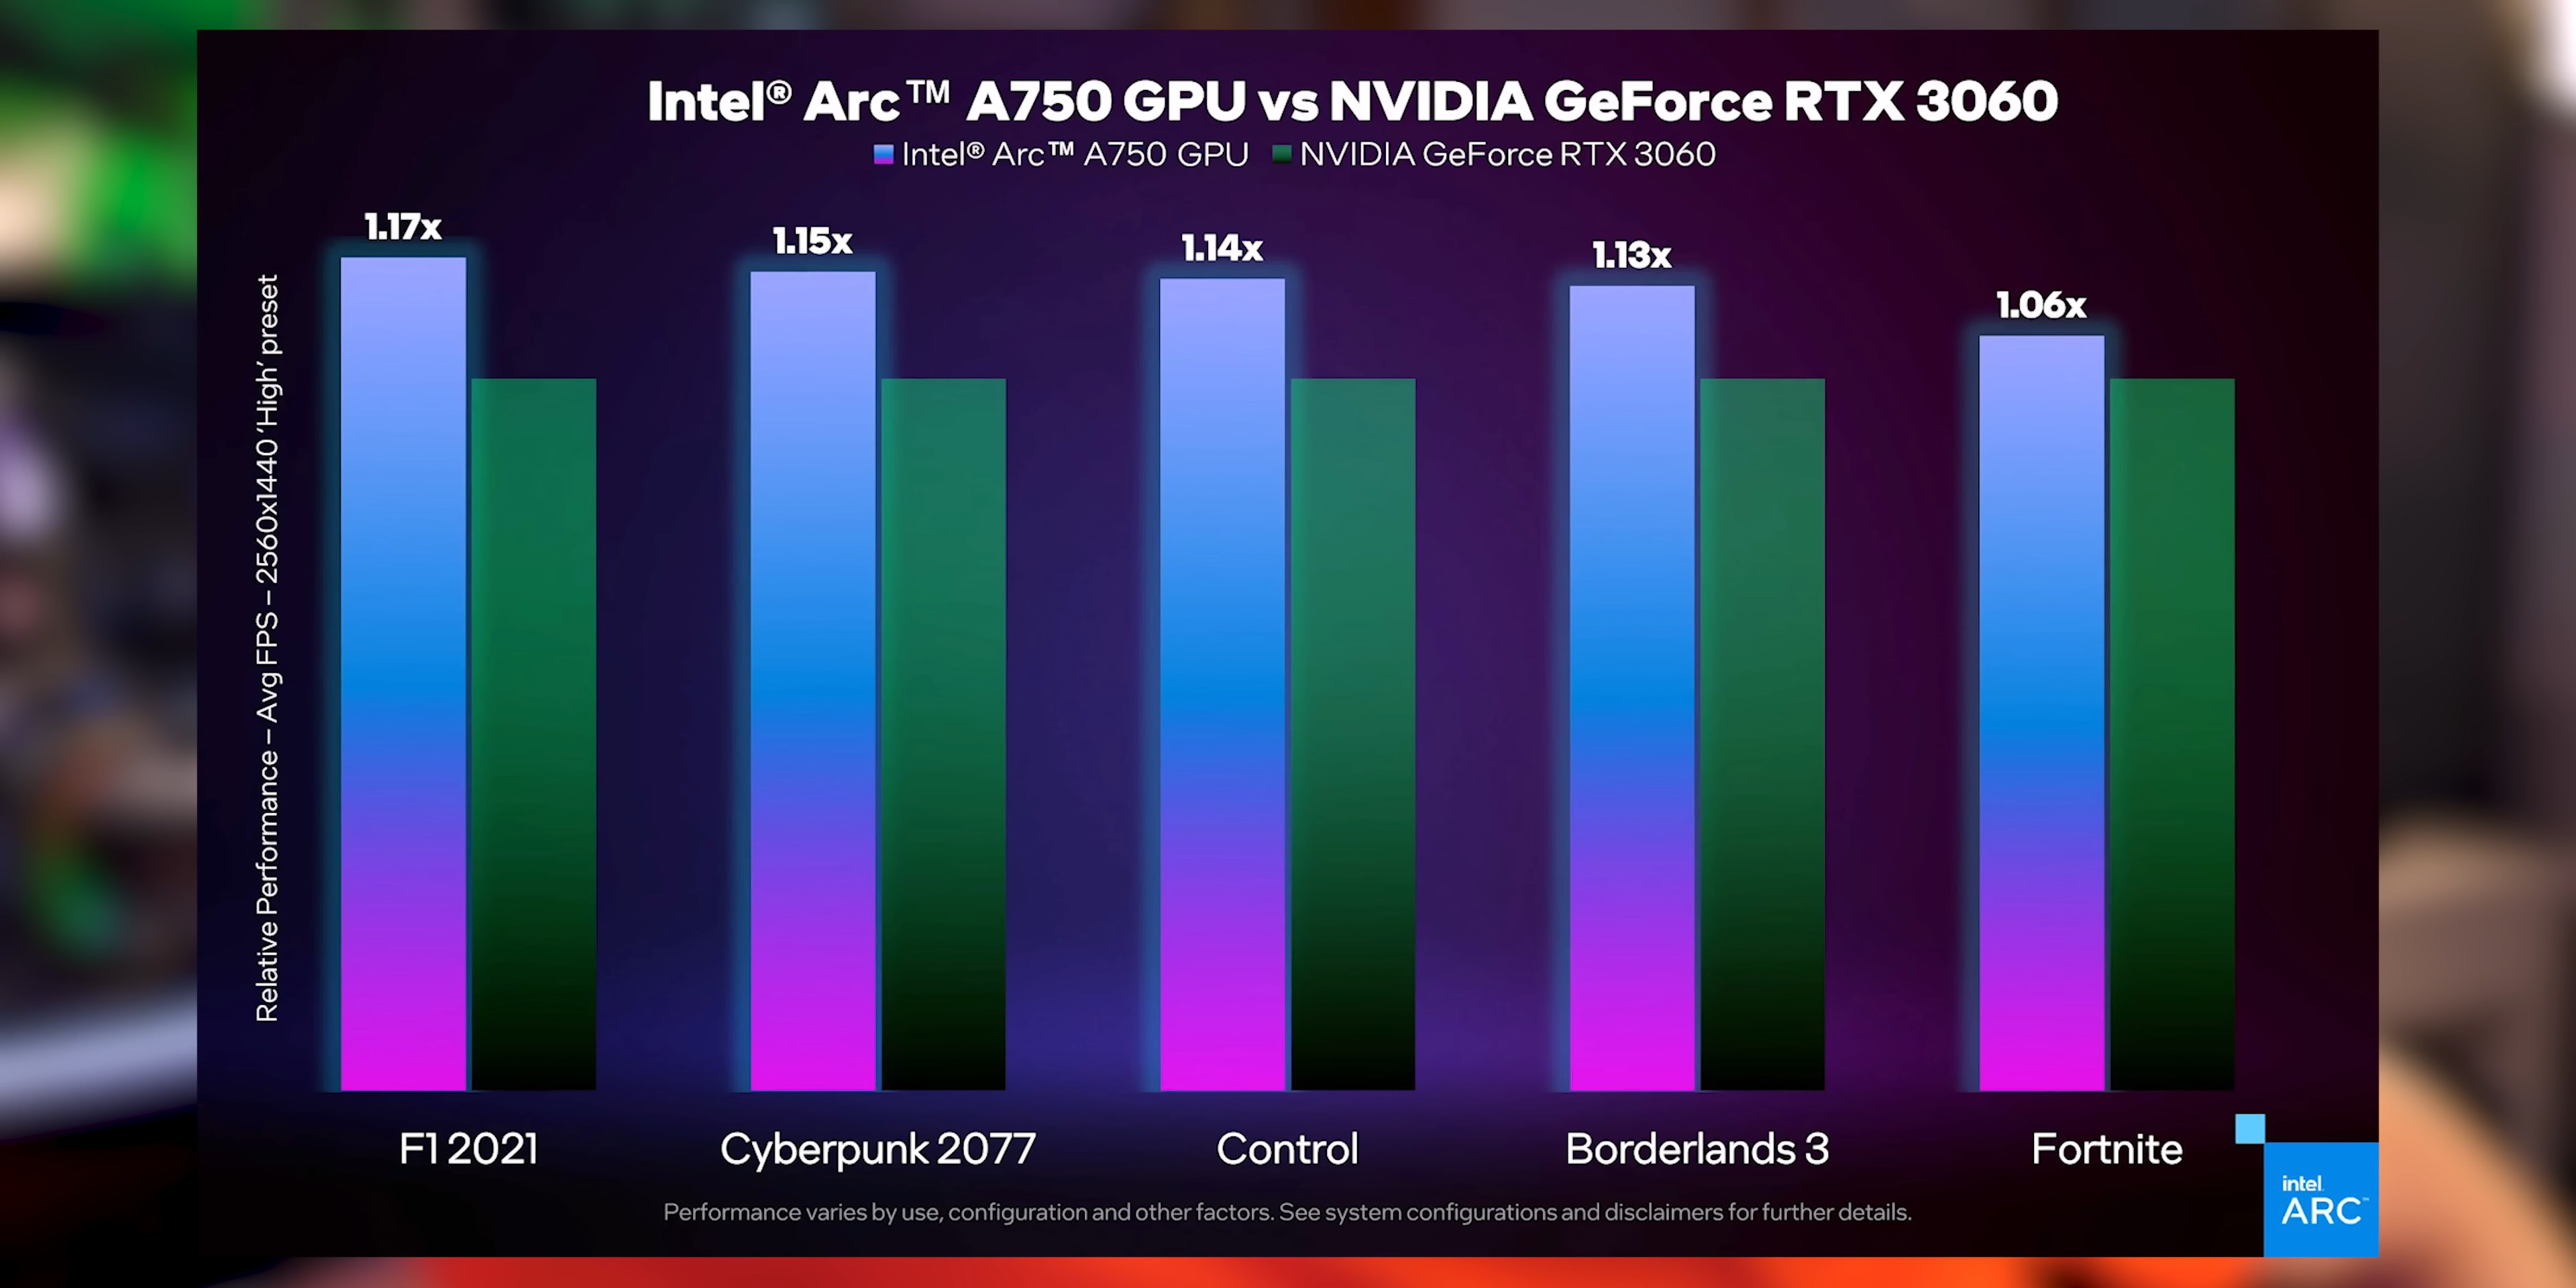 Intel® Arc™ A750 GPU vs NVIDIA GeForce RTX 3060
Intel® Arc™ A750 GPU NVIDIA GeForce RTX 3060
1.17x
1.15x
1.14x
1.13x
1.06x
Relative Performance – Avg FPS – 2560x1440 ‘High’ preset
F1 2021
Cyberpunk 2077
Control
Borderlands 3
Fortnite
Performance varies by use, configuration and other factors. See system configurations and disclaimers for further details.
intel
ARC™